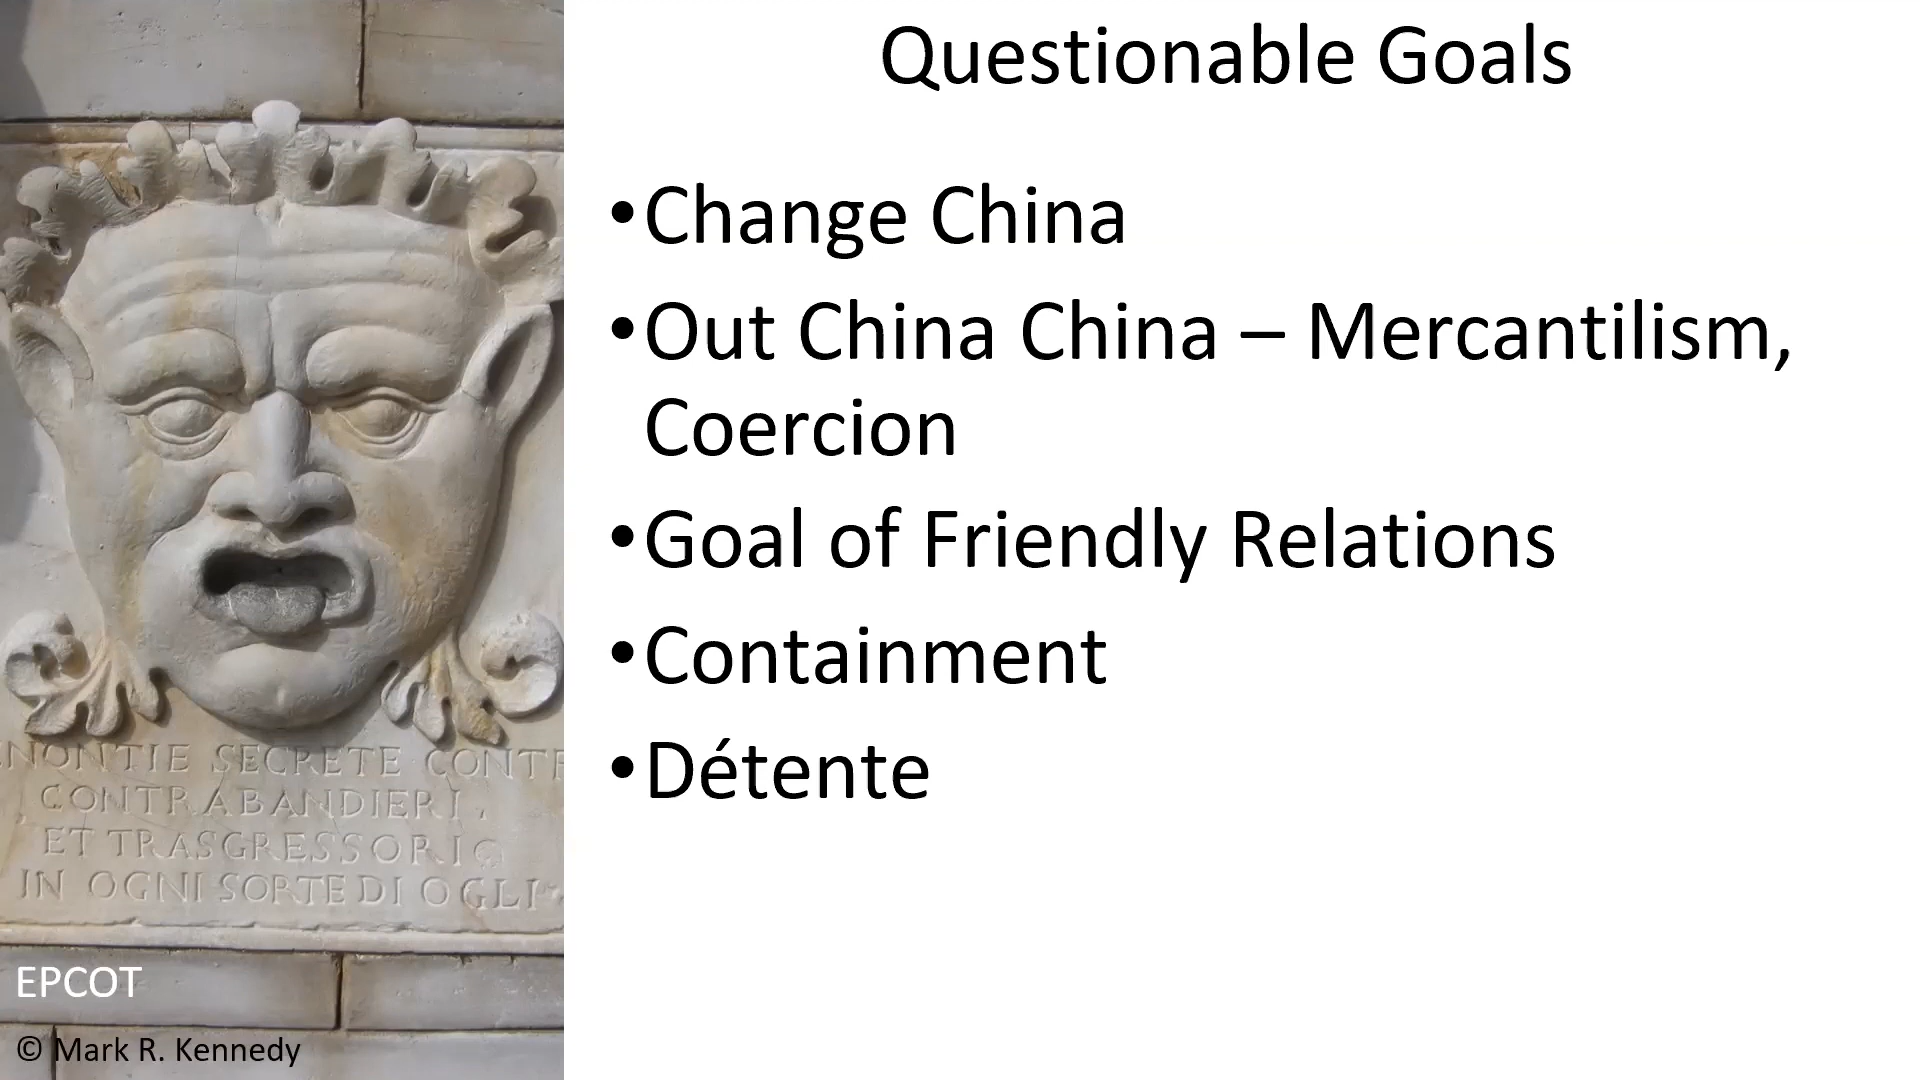 Questionable Goals
•Change China
•Out China China – Mercantilism,
Coercion
•Goal of Friendly Relations
•Containment
•Détente
NONTIE SECRETE CONT
CONTRABANDIERI
ET TRASGRESSORI
IN OGNI SORTE DI OGLI
EPCOT
© Mark R. Kennedy